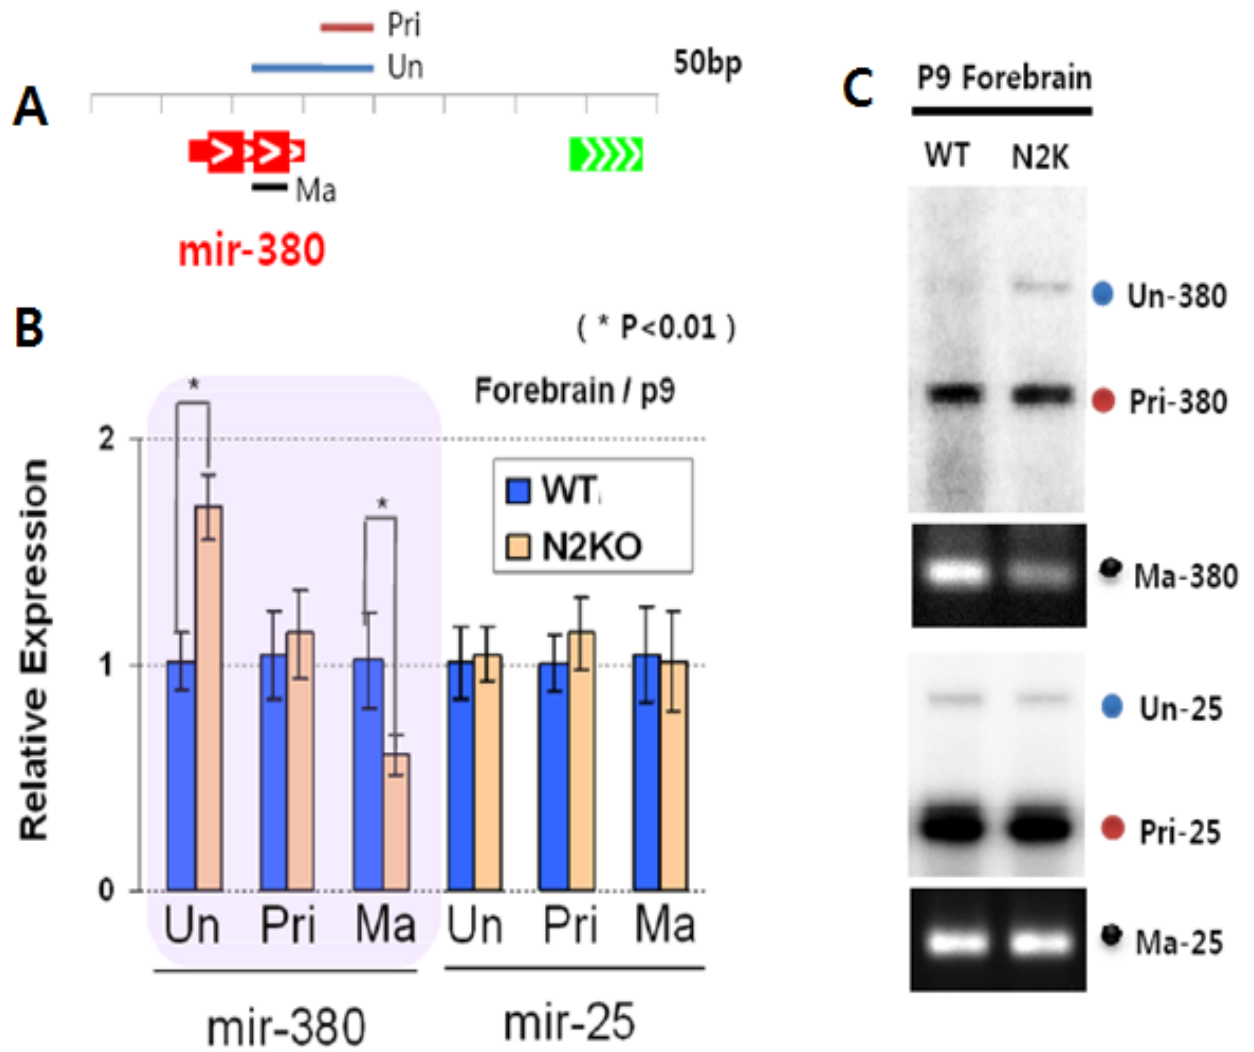 A
Pri
Un
50bp
Ma
mir-380
B
( * P<0.01 )
Forebrain / p9
*
*
WT
N2KO
Relative Expression
2
1
0
Un
Pri
Ma
Un
Pri
Ma
mir-380
mir-25
C
P9 Forebrain
WT
N2K
Un-380
Pri-380
Ma-380
Un-25
Pri-25
Ma-25